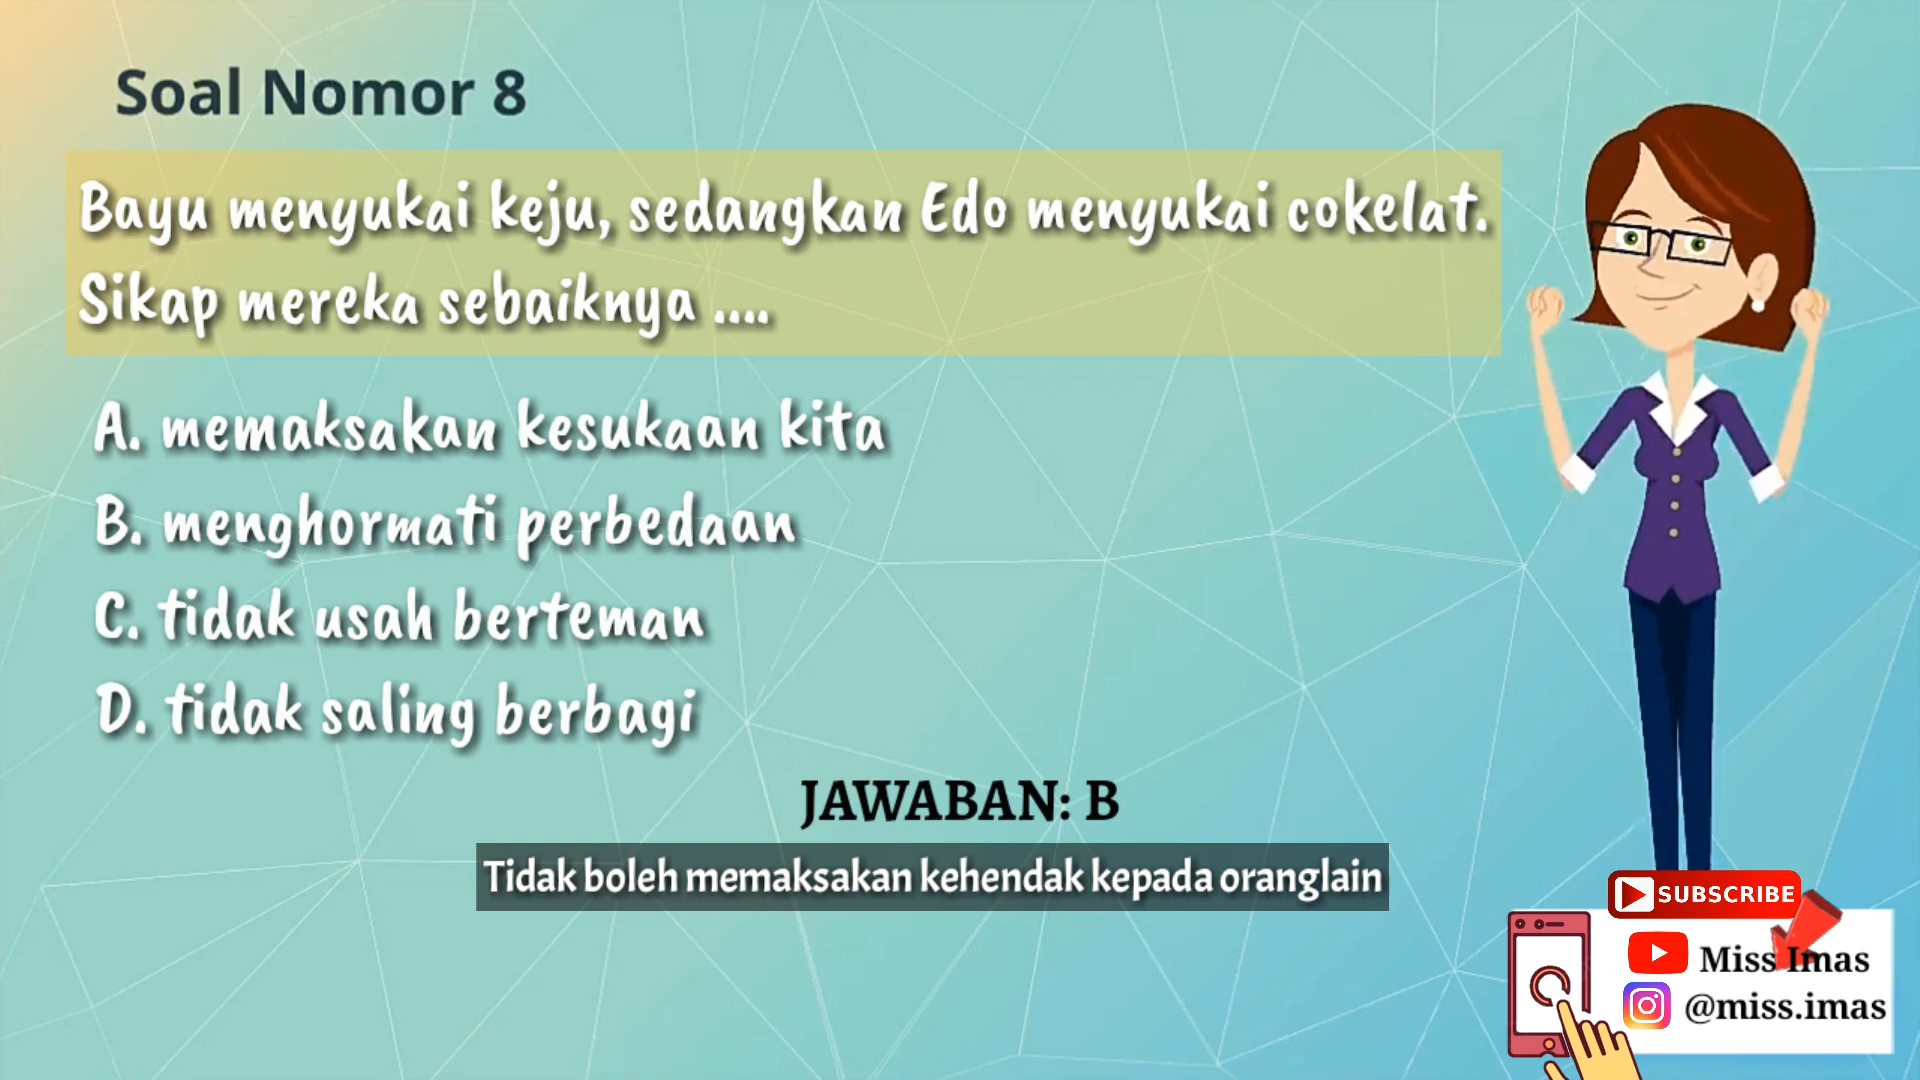 Soal Nomor 8
Bayu menyukai keju, sedangkan Edo menyukai cokelat.
Sikap mereka sebaiknya ....
A. memaksakan kesukaan kita
B. menghormati perbedaan
C. tidak usah berteman
D. tidak saling berbagi
JAWABAN: B
Tidak boleh memaksakan kehendak kepada oranglain
SUBSCRIBE
Miss Imas
@miss.imas